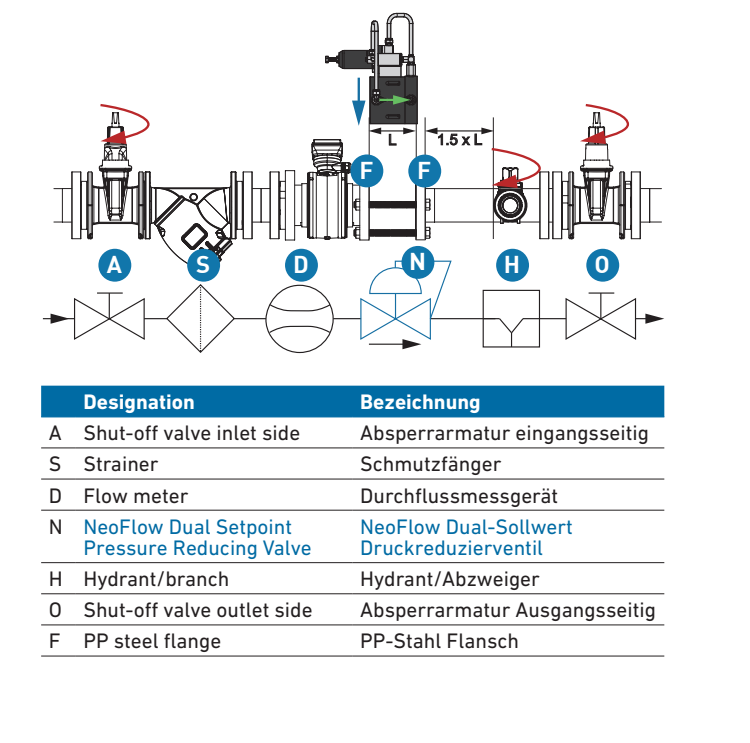 L
1.5 x L
F
F
A
S
D
N
H
O
Designation Bezeichnung
A Shut-off valve inlet side Absperrarmatur eingangsseitig
S Strainer Schmutzfänger
D Flow meter Durchflussmessgerät
N NeoFlow Dual Setpoint NeoFlow Dual-Sollwert
Pressure Reducing Valve Druckreduzierventil
H Hydrant/branch Hydrant/Abzweiger
O Shut-off valve outlet side Absperrarmatur Ausgangsseitig
F PP steel flange PP-Stahl Flansch